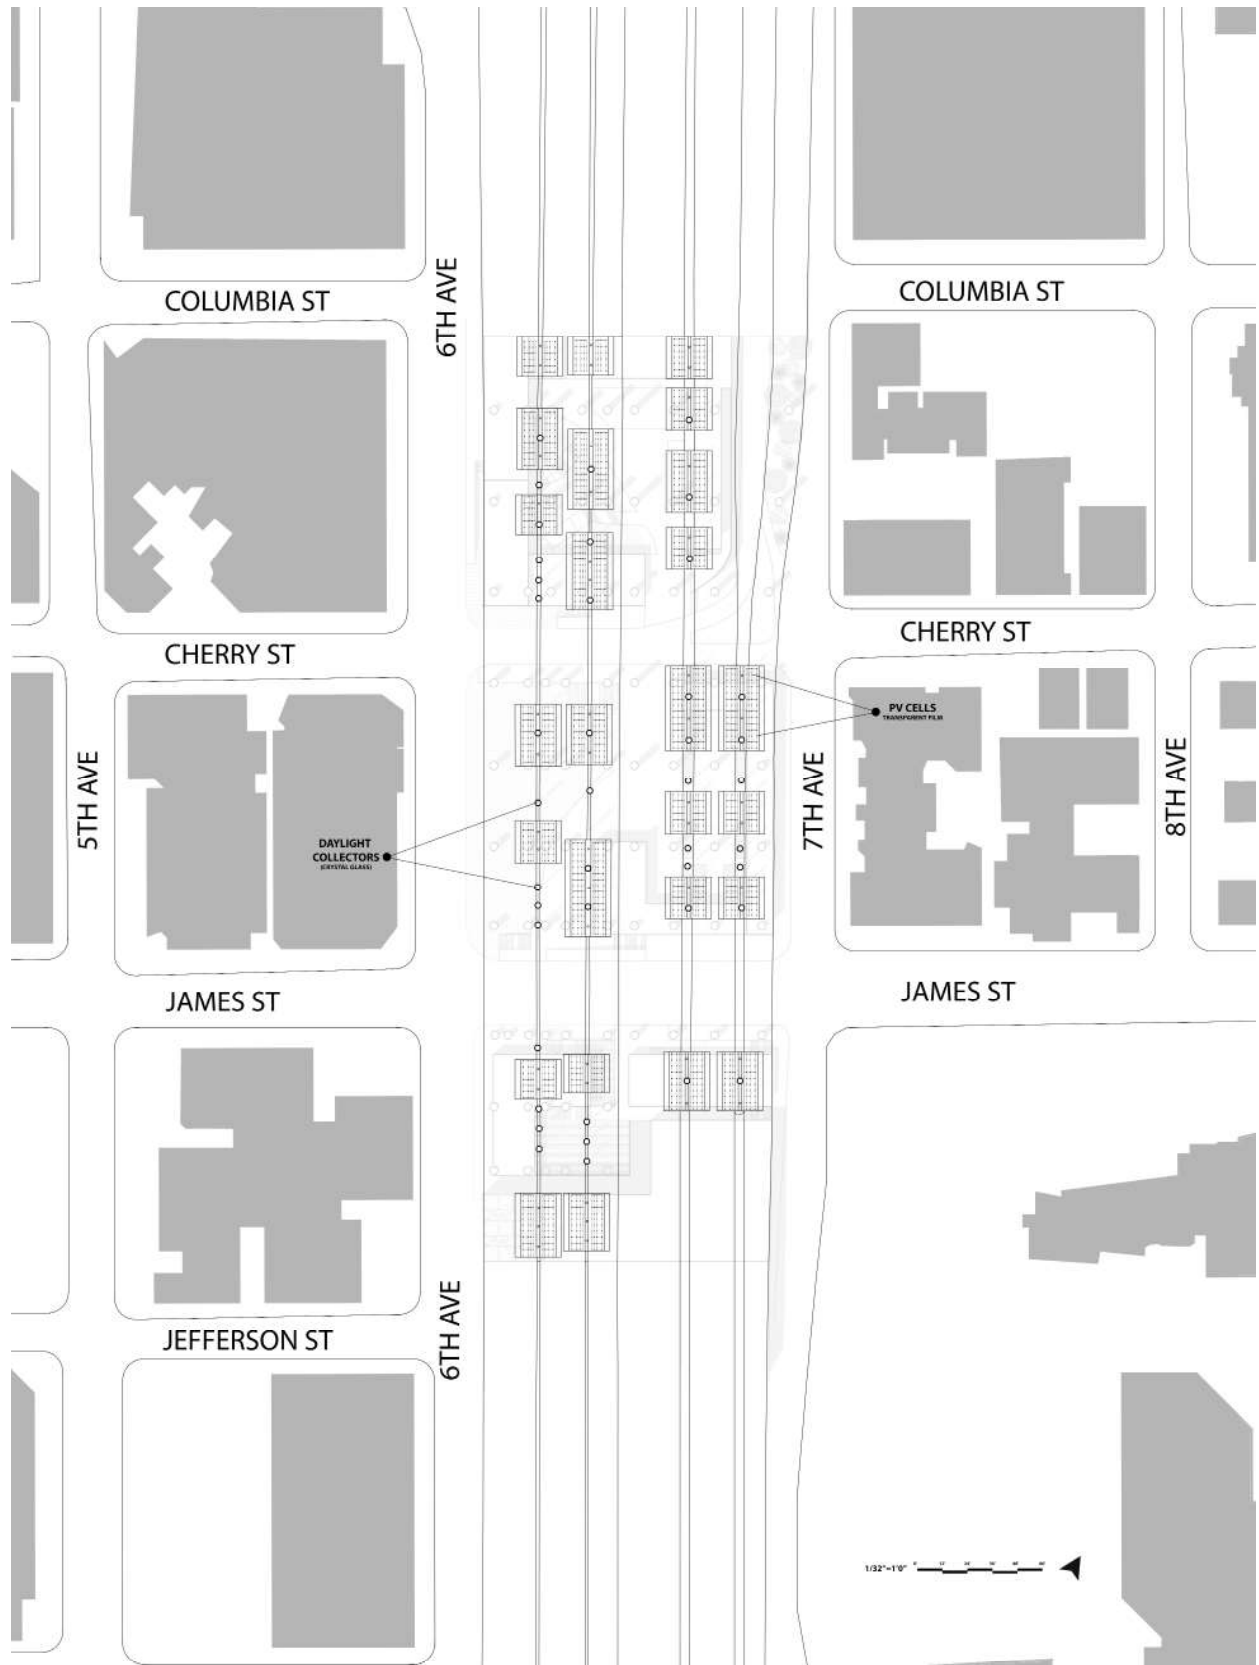 6TH AVE
COLUMBIA ST
COLUMBIA ST
CHERRY ST
CHERRY ST
5TH AVE
DAYLIGHT
COLLECTORS
(CRYSTAL GLASS)
PV CELLS
TRANSPARENT FILM
7TH AVE
8TH AVE
JAMES ST
JAMES ST
6TH AVE
JEFFERSON ST
1/32"=1'0"